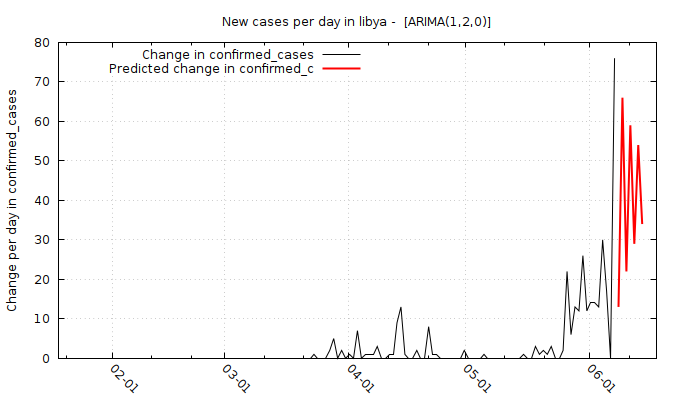 New cases per day in libya -  [ARIMA(1,2,0)]
Change in confirmed_cases
Predicted change in confirmed_c
Change per day in confirmed_cases
80
70
60
50
40
30
20
10
0
02-01 03-01 04-01 05-01 06-01